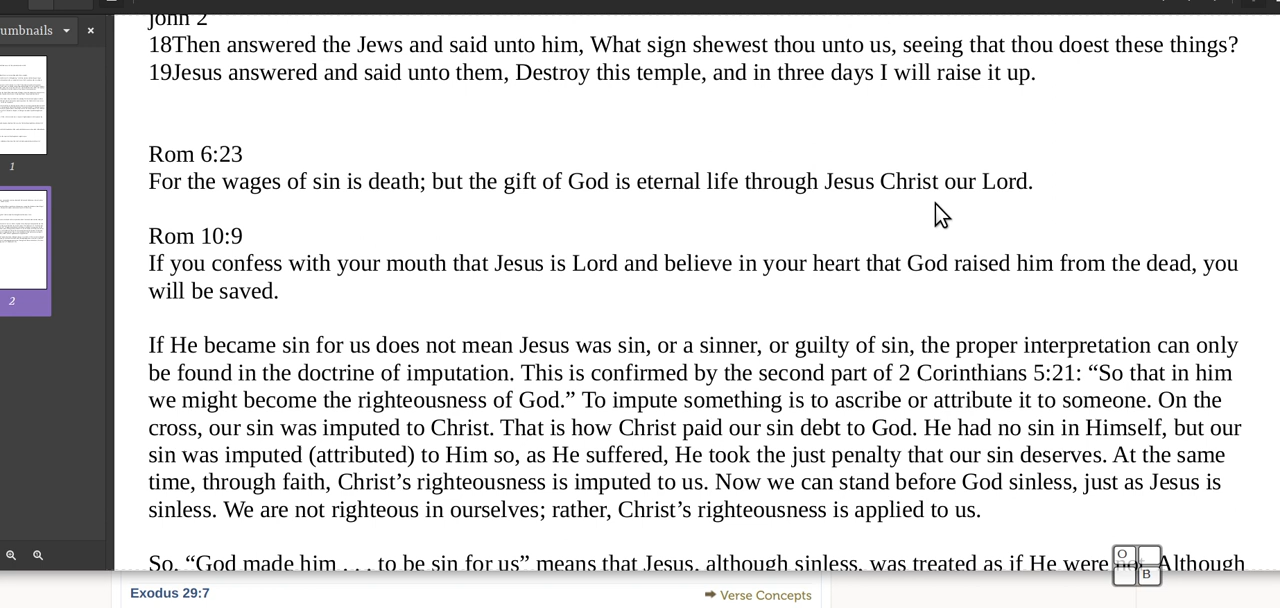 umbnails
john 2
18Then answered the Jews and said unto him, What sign shewest thou unto us, seeing that thou doest these things?
19Jesus answered and said unto them, Destroy this temple, and in three days I will raise it up.
1
Rom 6:23
For the wages of sin is death; but the gift of God is eternal life through Jesus Christ our Lord.
Rom 10:9
If you confess with your mouth that Jesus is Lord and believe in your heart that God raised him from the dead, you
will be saved.
2
If He became sin for us does not mean Jesus was sin, or a sinner, or guilty of sin, the proper interpretation can only
be found in the doctrine of imputation. This is confirmed by the second part of 2 Corinthians 5:21: “So that in him
we might become the righteousness of God.” To impute something is to ascribe or attribute it to someone. On the
cross, our sin was imputed to Christ. That is how Christ paid our sin debt to God. He had no sin in Himself, but our
sin was imputed (attributed) to Him so, as He suffered, He took the just penalty that our sin deserves. At the same
time, through faith, Christ’s righteousness is imputed to us. Now we can stand before God sinless, just as Jesus is
sinless. We are not righteous in ourselves; rather, Christ’s righteousness is applied to us.
So, “God made him . . . to be sin for us” means that Jesus, although sinless, was treated as if He were Although
O
B
Exodus 29:7
Verse Concepts